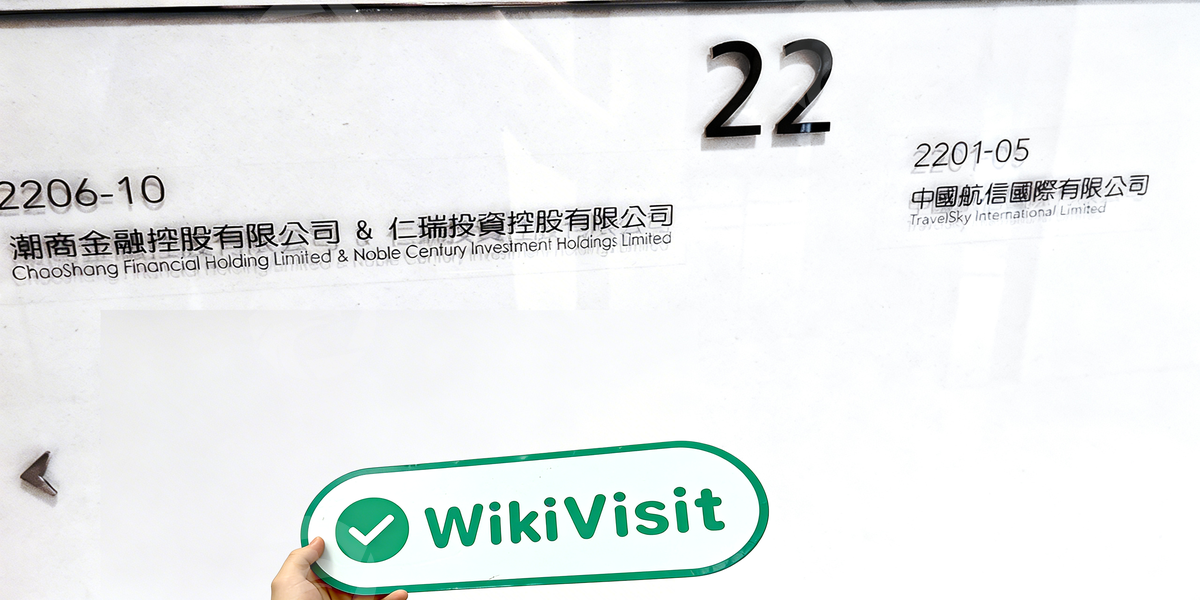 22
2206-10
潮商金融控股有限公司 & 仁瑞投資控股有限公司
ChaoShang Financial Holding Limited & Noble Century Investment Holdings Limited
2201-05
中國航信國際有限公司
TravelSky International Limited
WikiVisit